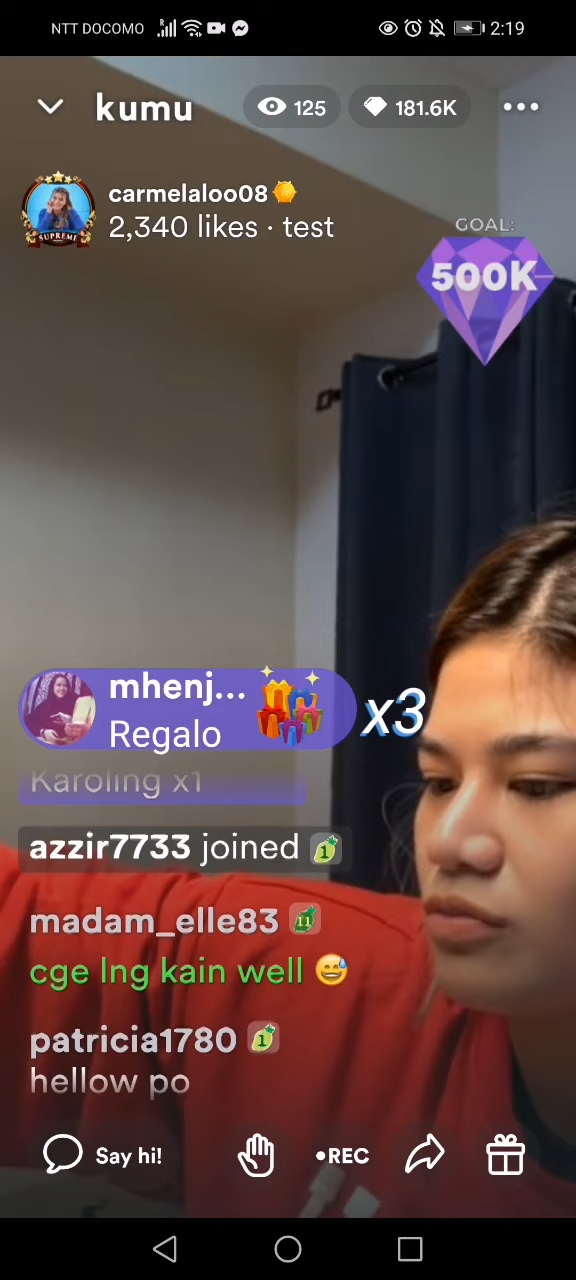 NTT DOCOMO
2:19
kumu
125
181.6K
carmelaloo08
2,340 likes · test
GOAL:
500K
SUPREME
mhenj...
Regalo
x3
Karoling x1
azzir7733 joined 1
madam_elle83 11
cge lng kain well
patricia1780 1
hellow po
Say hi!
•REC